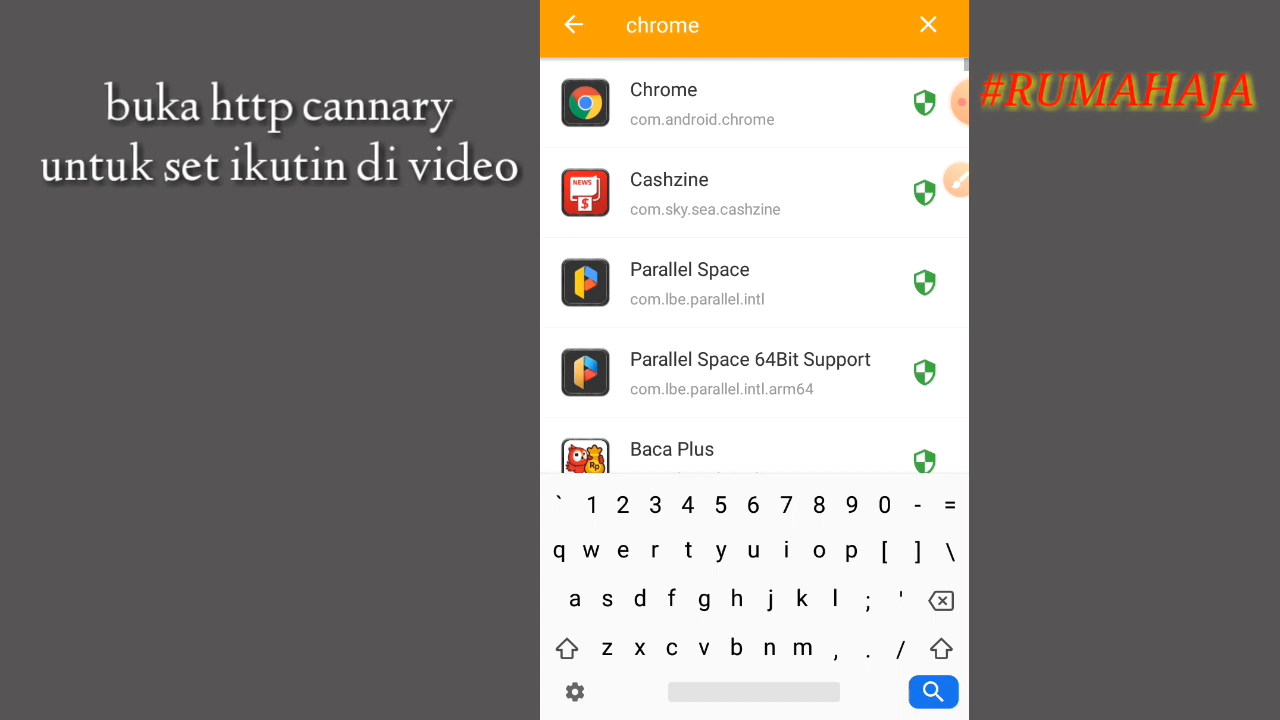 buka http cannary
untuk set ikutin di video
chrome
#RUMAHAJA
Chrome
com.android.chrome
NEWS
$
Cashzine
com.sky.sea.cashzine
Parallel Space
com.lbe.parallel.intl
Parallel Space 64Bit Support
com.lbe.parallel.intl.arm64
Baca Plus
Rp
` 1 2 3 4 5 6 7 8 9 0 - =
q w e r t y u i o p [ ] \
a s d f g h j k l ; '
z x c v b n m , . /